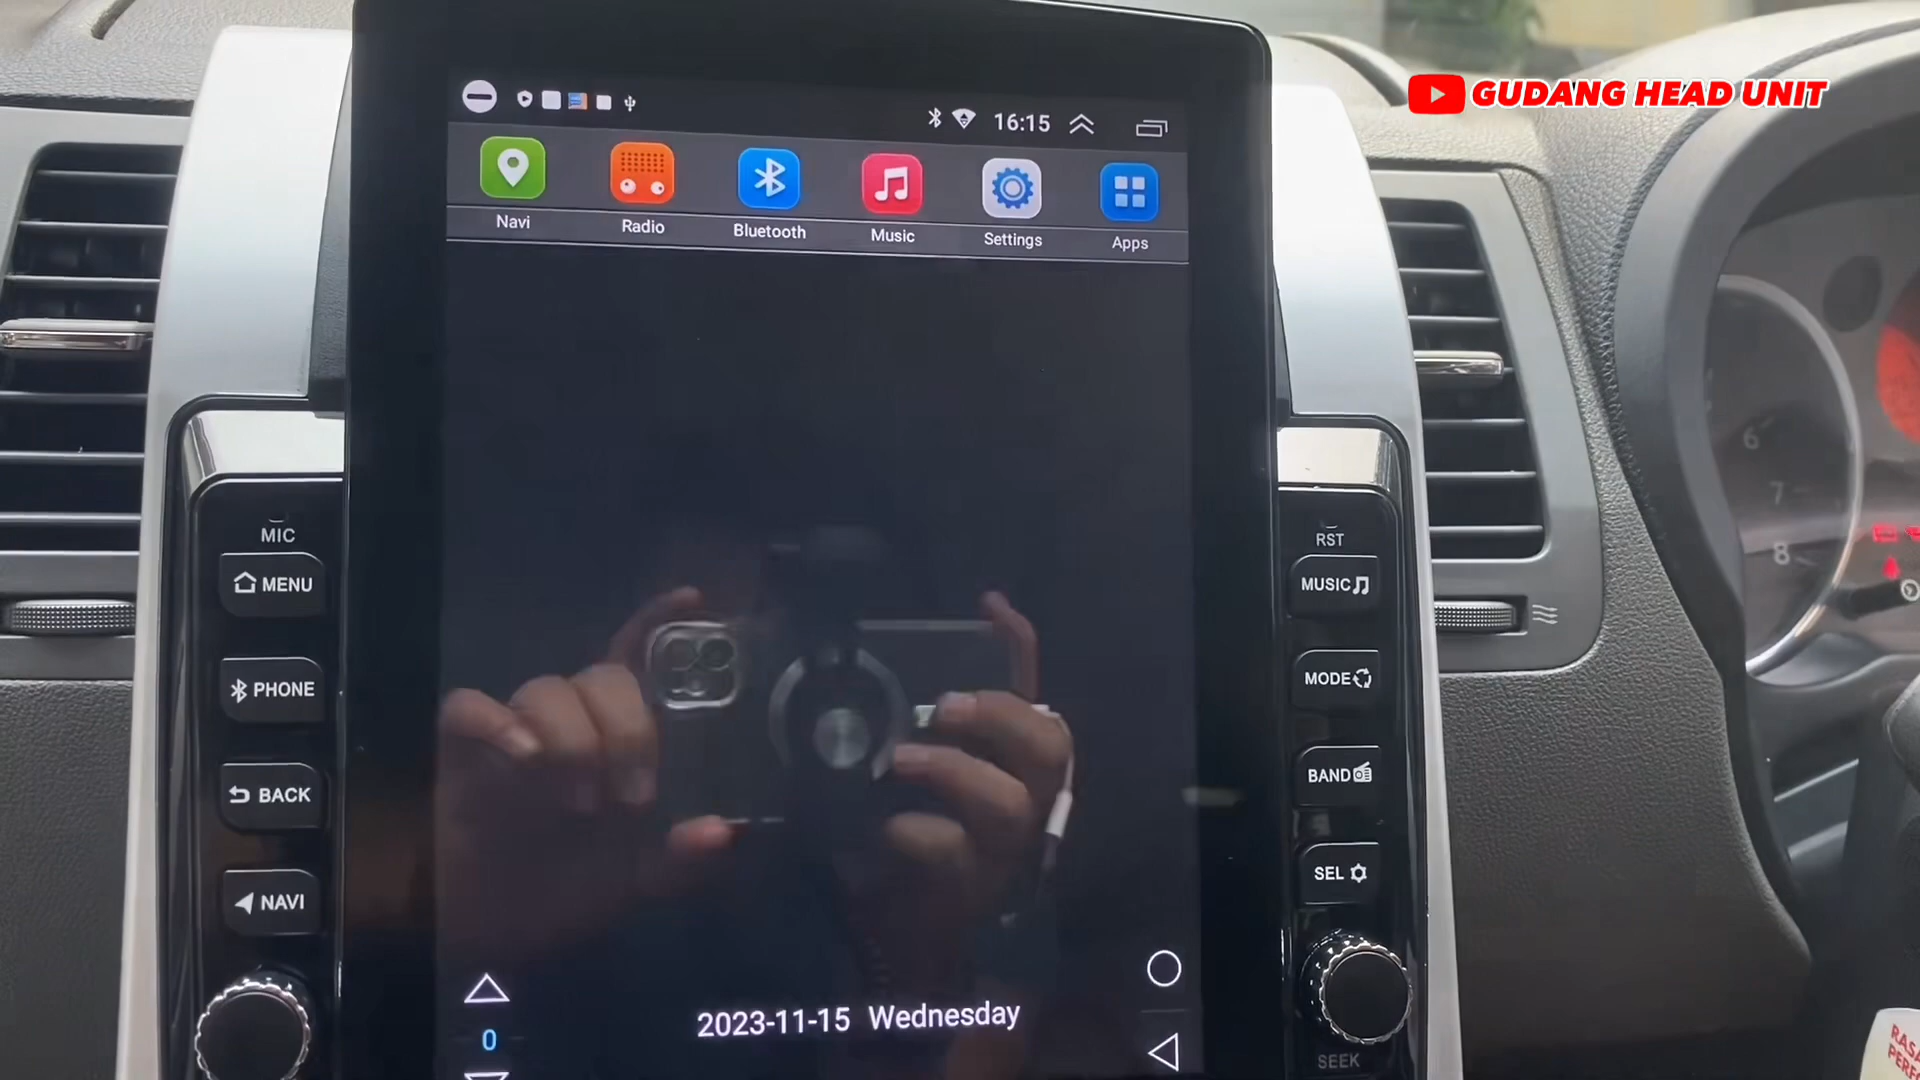 GUDANG HEAD UNIT
16:15
Navi
Radio
Bluetooth
Music
Settings
Apps
MIC
MENU
PHONE
BACK
NAVI
RST
MUSIC
MODE
BAND
SEL
SEEK
0
2023-11-15 Wednesday
6
7
8